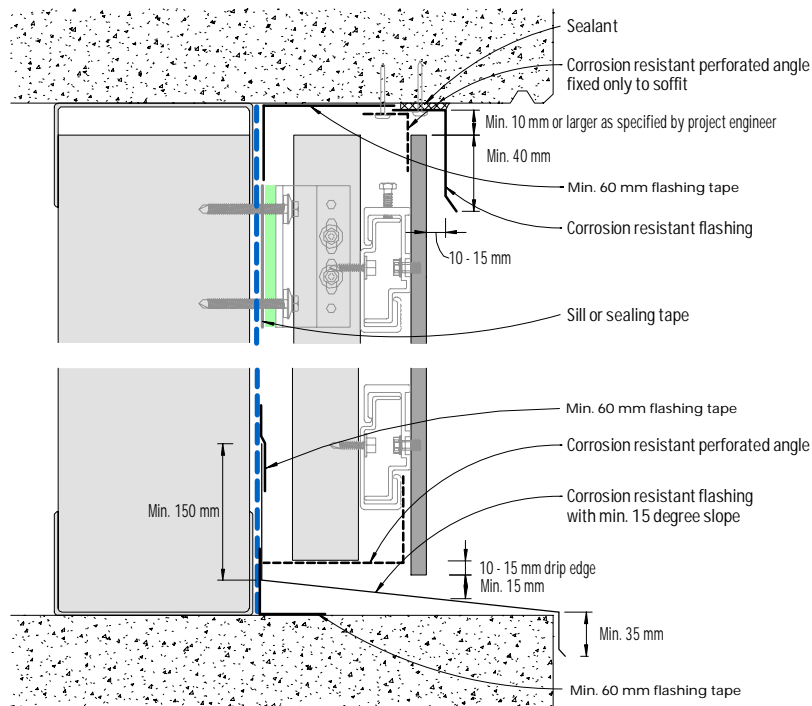 Sealant
Corrosion resistant perforated angle
fixed only to soffit
Min. 10 mm or larger as specified by project engineer
Min. 40 mm
Min. 60 mm flashing tape
Corrosion resistant flashing
10 - 15 mm
Sill or sealing tape
Min. 60 mm flashing tape
Corrosion resistant perforated angle
Min. 150 mm
Corrosion resistant flashing
with min. 15 degree slope
10 - 15 mm drip edge
Min. 15 mm
Min. 35 mm
Min. 60 mm flashing tape